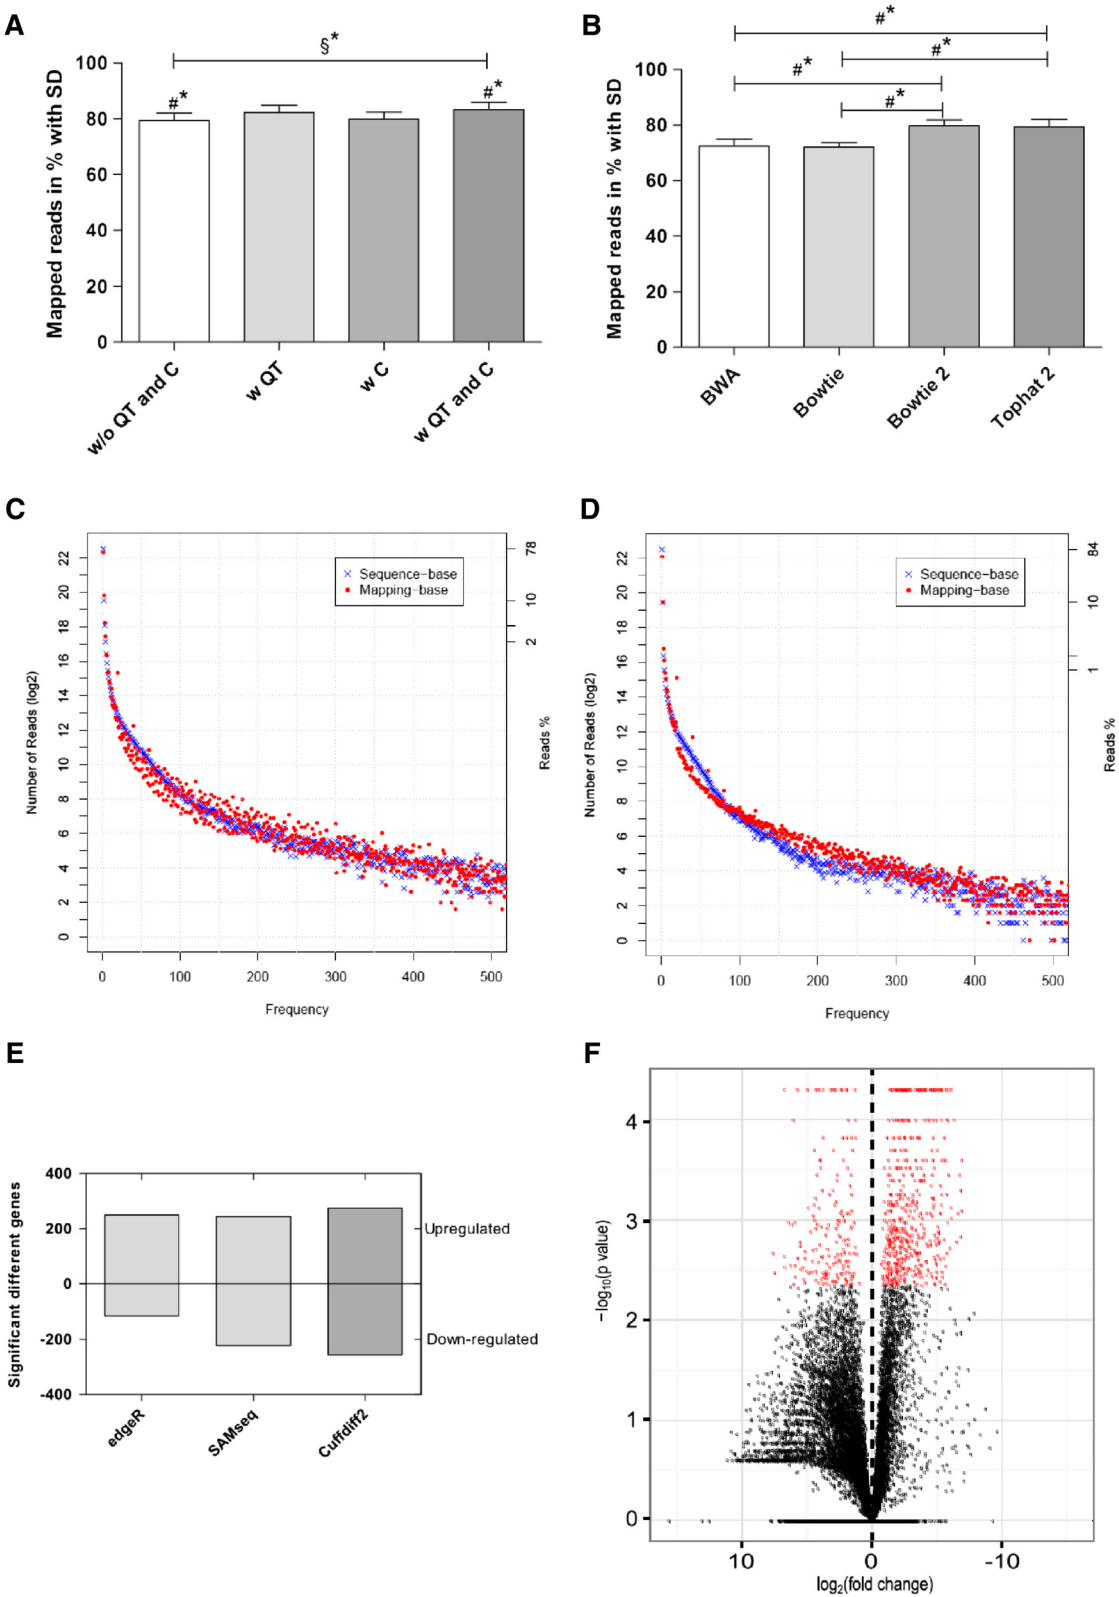 A
§*
#*
#*
Mapped reads in % with SD
100
80
60
40
20
0
w/o QT and C
w QT
w C
w QT and C
B
#*
#*
#*
#*
Mapped reads in % with SD
100
80
60
40
20
0
BWA
Bowtie
Bowtie 2
Tophat 2
C
Number of Reads (log2)
22
20
18
16
14
12
10
8
6
4
2
0
Sequence-base
Mapping-base
78
10
2
Reads %
0 100 200 300 400 500
Frequency
D
Number of Reads (log2)
22
20
18
16
14
12
10
8
6
4
2
0
Sequence-base
Mapping-base
84
10
1
Reads %
0 100 200 300 400 500
Frequency
E
Significant different genes
400
200
0
-200
-400
Upregulated
Down-regulated
edgeR
SAMseq
Cuffdiff2
F
−log10(p value)
4
3
2
1
0
10 0 -10
log2(fold change)